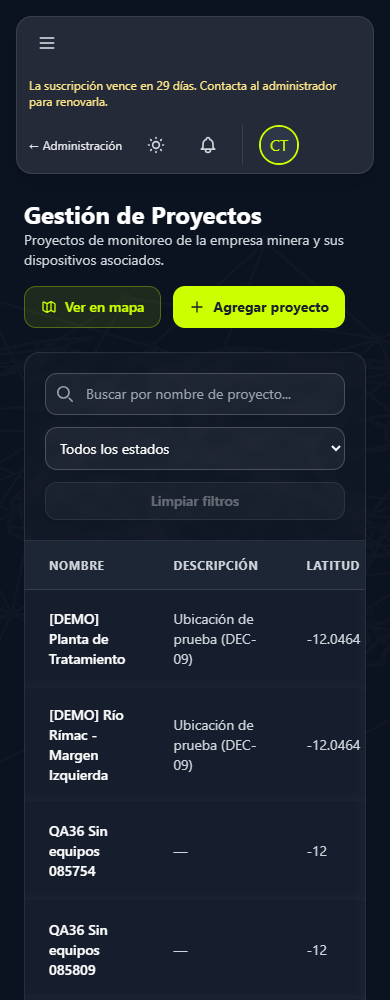 La suscripción vence en 29 días. Contacta al administrador
para renovarla.
← Administración
CT
Gestión de Proyectos
Proyectos de monitoreo de la empresa minera y sus
dispositivos asociados.
Ver en mapa
+ Agregar proyecto
Buscar por nombre de proyecto...
Todos los estados
Limpiar filtros
NOMBRE DESCRIPCIÓN LATITUD
[DEMO]
Planta de
Tratamiento
Ubicación de
prueba (DEC-
09)
-12.0464
[DEMO] Río
Rímac -
Margen
Izquierda
Ubicación de
prueba (DEC-
09)
-12.0464
QA36 Sin
equipos
085754
—
-12
QA36 Sin
equipos
085809
—
-12